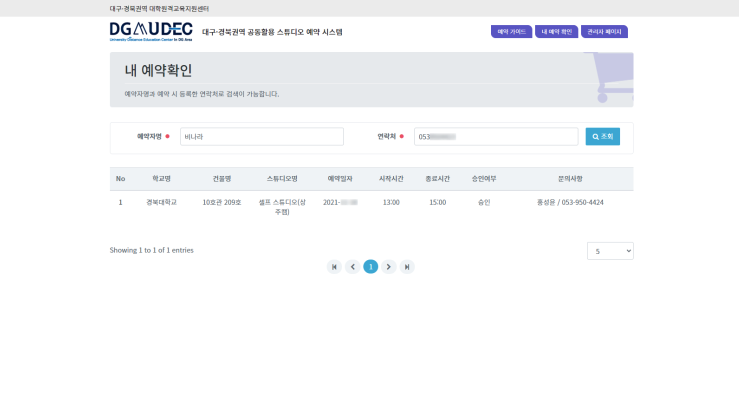 대구·경북권역 대학원격교육지원센터
DGMUDEC
University Distance Education Center in DG Area
대구·경북권역 공동활용 스튜디오 예약 시스템
예약 가이드 내 예약 확인 관리자 페이지
내 예약확인
예약자명과 예약 시 등록한 연락처로 검색이 가능합니다.
예약자명 비나라 연락처 053 조회
No 학교명 건물명 스튜디오명 예약일자 시작시간 종료시간 승인여부 문의사항
1 경북대학교 10호관 209호 셀프 스튜디오(상 2021- 13:00 15:00 승인 홍성윤 / 053-950-4424
주캠)
Showing 1 to 1 of 1 entries 5
1